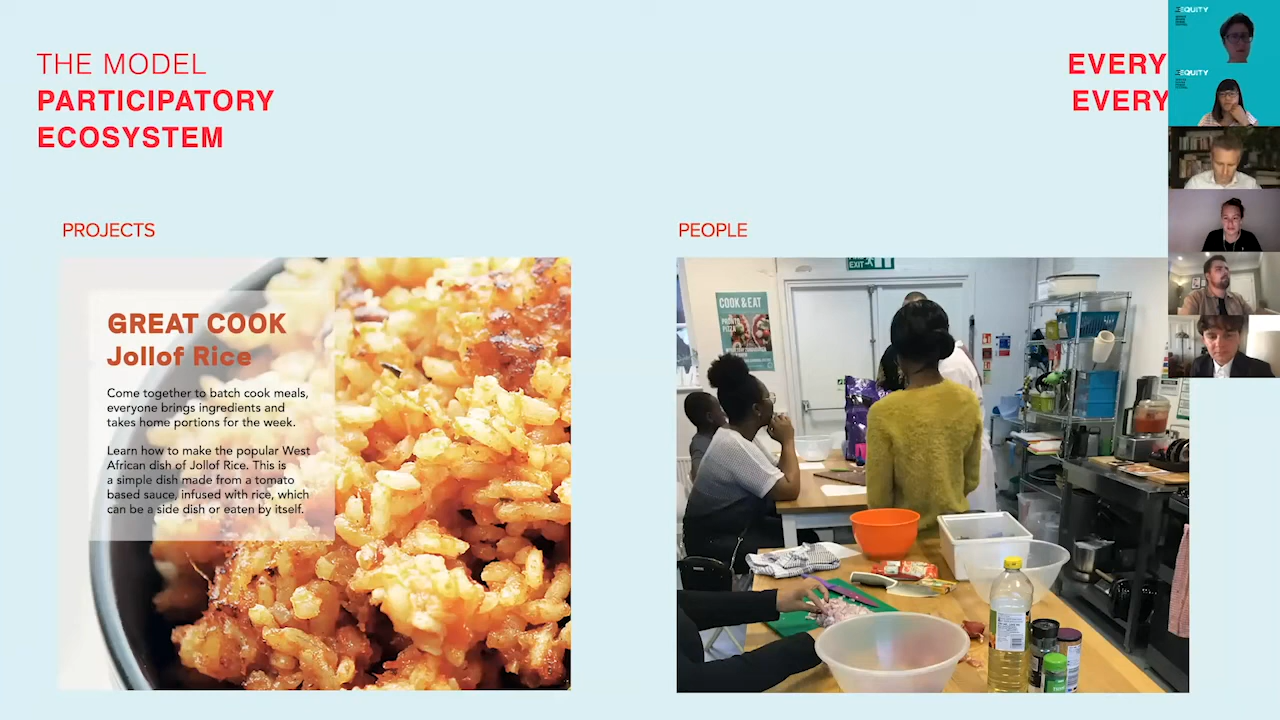 THE MODEL
PARTICIPATORY
ECOSYSTEM
EVERY
EVERY
EQUITY
EQUITY
PROJECTS
GREAT COOK
Jollof Rice
Come together to batch cook meals,
everyone brings ingredients and
takes home portions for the week.
Learn how to make the popular West
African dish of Jollof Rice. This is
a simple dish made from a tomato
based sauce, infused with rice, which
can be a side dish or eaten by itself.
PEOPLE
EXIT
COOK & EAT
PIZZA